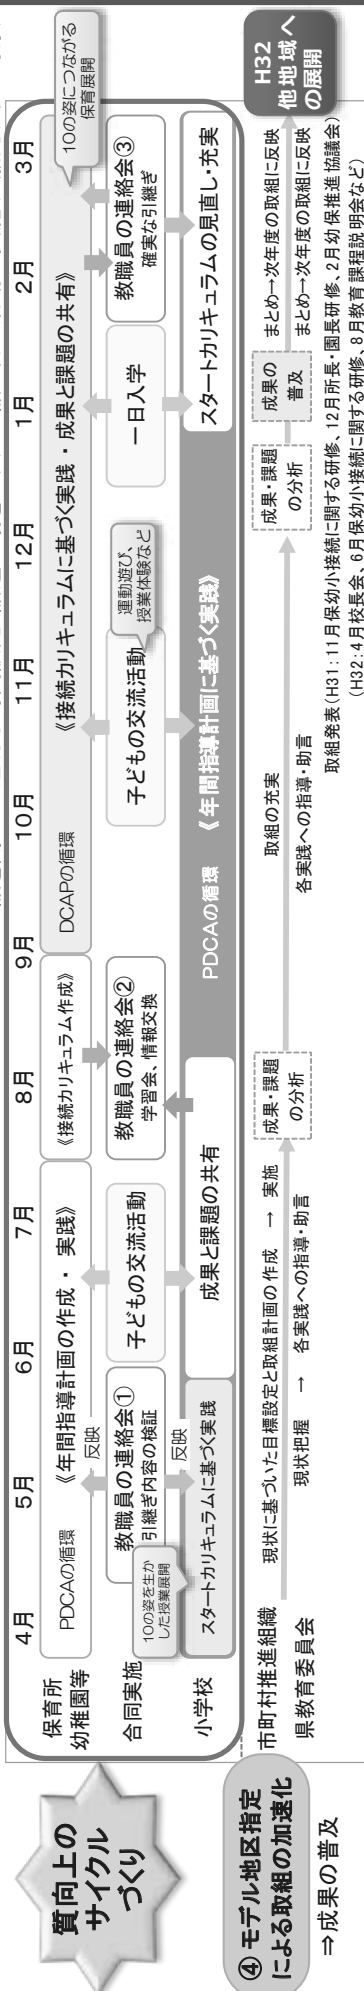 質向上の
サイクル
づくり
4月
5月
6月
7月
8月
9月
10月
11月
12月
1月
2月
3月
保育所
幼稚園等
PDCAの循環
《年間指導計画の作成・実践》
《接続カリキュラム作成》
DCAPの循環
《接続カリキュラムに基づく実践・成果と課題の共有》
10の姿につながる
保育展開
反映
合同実施
教職員の連絡会①
引継ぎ内容の検証
子どもの交流活動
教職員の連絡会②
学習会、情報交換
子どもの交流活動
運動遊び、
授業体験など
一日入学
教職員の連絡会③
確実な引継ぎ
10の姿を生か
した授業展開
反映
小学校
スタートカリキュラムに基づく実践
成果と課題の共有
PDCAの循環
《年間指導計画に基づく実践》
スタートカリキュラムの見直し・充実
④モデル地区指定
による取組の加速化
⇒成果の普及
市町村推進組織
現状に基づいた目標設定と取組計画の作成 → 実施
成果・課題
の分析
取組の充実
成果・課題
の分析
成果の
普及
まとめ→次年度の取組に反映
県教育委員会
現状把握 → 各実践への指導・助言
各実践への指導・助言
まとめ→次年度の取組に反映
H32
他地域へ
の展開
取組発表(H31:11月保幼小接続に関する研修、12月所長・園長研修、2月幼保推進協議会)
(H32:4月校長会、6月保幼小接続に関する研修、8月教育課程説明会など)